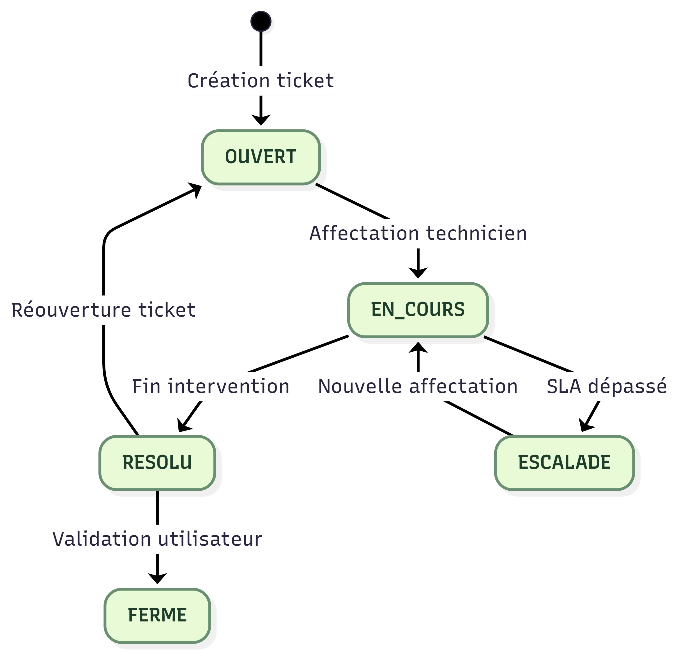 Création ticket
OUVERT
Affectation technicien
EN_COURS
Réouverture ticket
Fin intervention
Nouvelle affectation
SLA dépassé
RESOLU
ESCALADE
Validation utilisateur
FERME